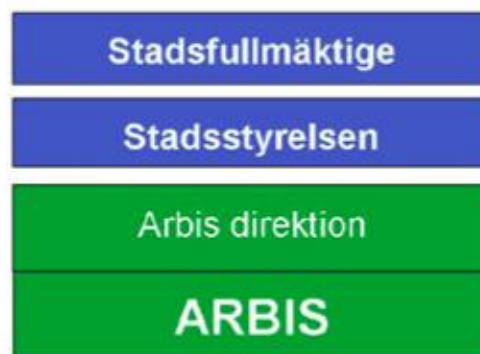 Stadsfullmäktige
Stadsstyrelsen
Arbis direktion
ARBIS